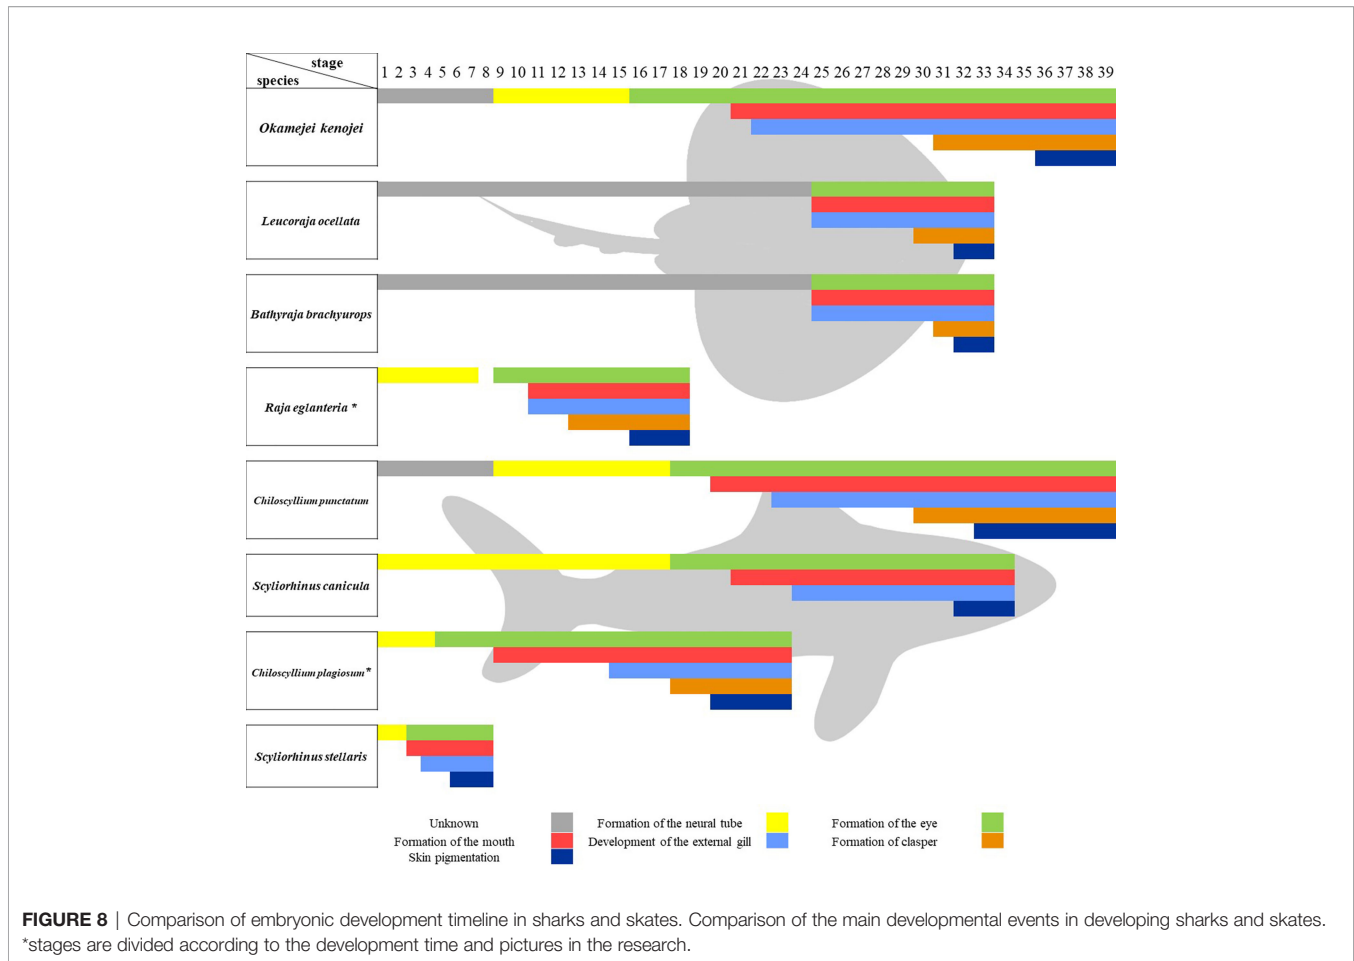 stage
species
1 2 3 4 5 6 7 8 9 10 11 12 13 14 15 16 17 18 19 20 21 22 23 24 25 26 27 28 29 30 31 32 33 34 35 36 37 38 39
Okamejei kenojei
Leucoraja ocellata
Bathyraja brachyurops
Raja eglanteria *
Chiloscyllium punctatum
Scyliorhinus canicula
Chiloscyllium plagiosum*
Scyliorhinus stellaris
Unknown Formation of the neural tube Formation of the eye
Formation of the mouth Development of the external gill Formation of clasper
Skin pigmentation
FIGURE 8 | Comparison of embryonic development timeline in sharks and skates. Comparison of the main developmental events in developing sharks and skates.
*stages are divided according to the development time and pictures in the research.